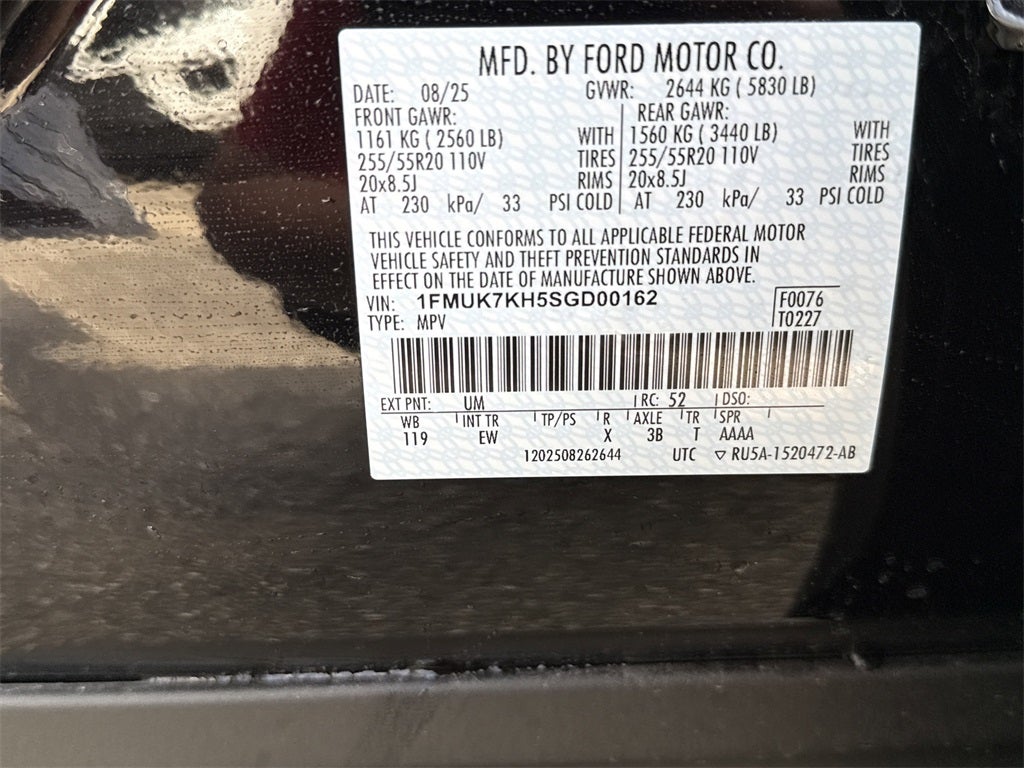 MFD. BY FORD MOTOR CO.
DATE: 08/25 GVWR: 2644 KG ( 5830 LB)
FRONT GAWR: REAR GAWR:
1161 KG ( 2560 LB) WITH 1560 KG ( 3440 LB) WITH
255/55R20 110V TIRES 255/55R20 110V TIRES
20x8.5J RIMS 20x8.5J RIMS
AT 230 kPa/ 33 PSI COLD AT 230 kPa/ 33 PSI COLD
THIS VEHICLE CONFORMS TO ALL APPLICABLE FEDERAL MOTOR
VEHICLE SAFETY AND THEFT PREVENTION STANDARDS IN
EFFECT ON THE DATE OF MANUFACTURE SHOWN ABOVE.
VIN: 1FMUK7KH5SGD00162 F0076
TYPE: MPV T0227
EXT PNT: UM RC: 52 DSO:
WB INT TR TP/PS R AXLE TR SPR
119 EW X 3B T AAAA
1202508262644 UTC ▽ RU5A-1520472-AB